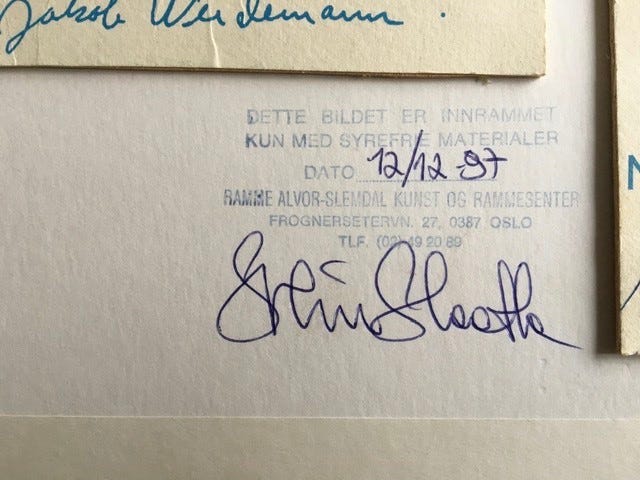 Jakob Weidemann.
DETTE BILDET ER INNRAMMET
KUN MED SYREFRIE MATERIALER
DATO 12/12-97
RAMME ALVOR-SLEMDAL KUNST OG RAMMESENTER
FROGNERSETERVN. 27, 0387 OSLO
TLF. (02) 49 20 89
N